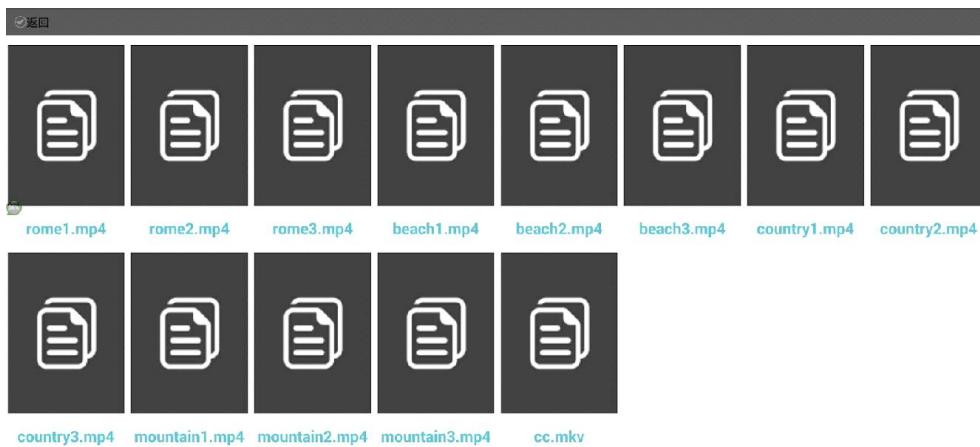 返回
rome1.mp4 rome2.mp4 rome3.mp4 beach1.mp4 beach2.mp4 beach3.mp4 country1.mp4 country2.mp4
country3.mp4 mountain1.mp4 mountain2.mp4 mountain3.mp4 cc.mkv